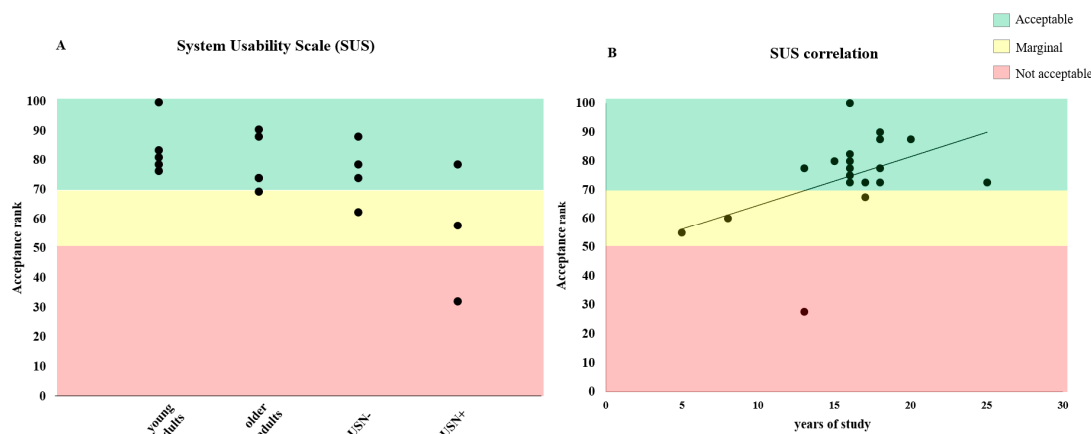 Acceptable
Marginal
Not acceptable
A
System Usability Scale (SUS)
B
SUS correlation
100
90
80
70
60
50
40
30
20
10
0
Acceptance rank
young
older
USN-
USN+
100
90
80
70
60
50
40
30
20
10
0
Acceptance rank
0
5
10
15
20
25
30
years of study